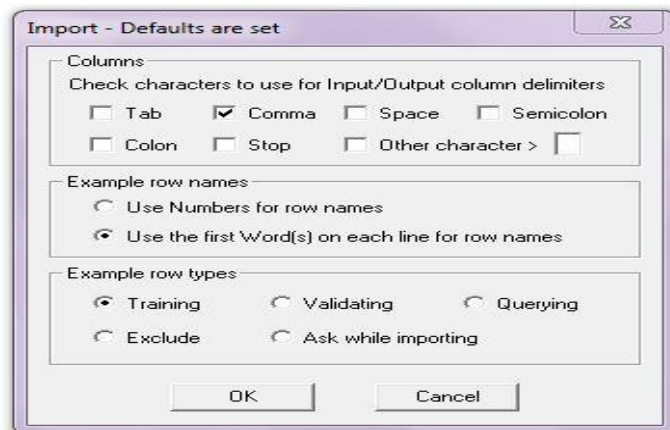 Import - Defaults are set
Columns
Check characters to use for Input/Output column delimiters
Tab Comma Space Semicolon
Colon Stop Other character >
Example row names
Use Numbers for row names
Use the first Word(s) on each line for row names
Example row types
Training Validating Querying
Exclude Ask while importing
OK Cancel